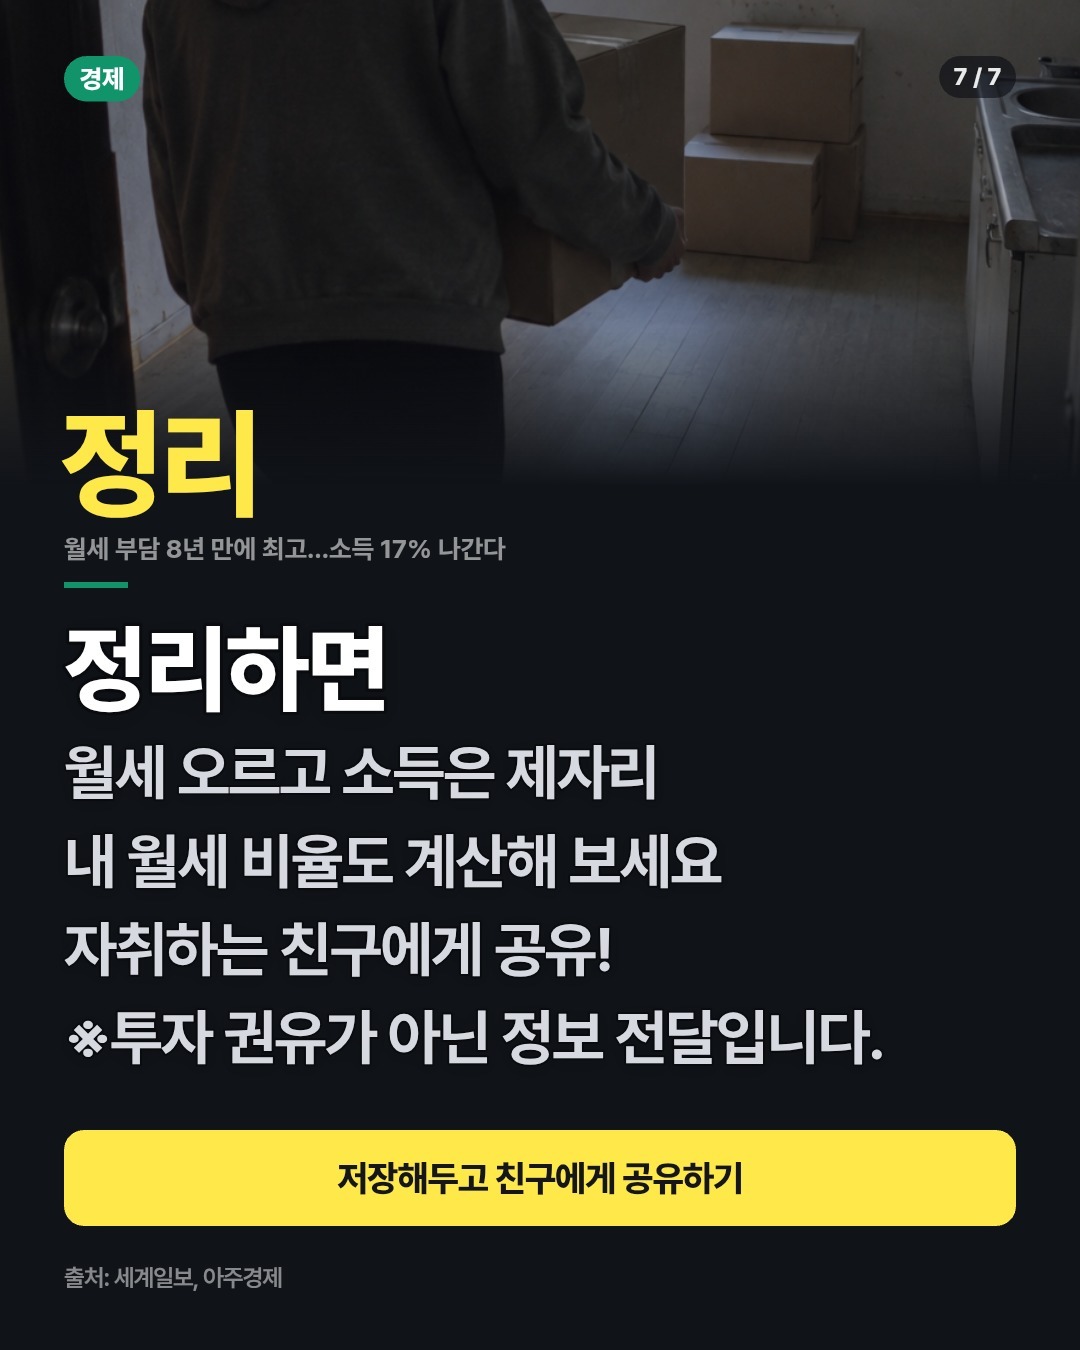 경제
7 / 7
정리
월세 부담 8년 만에 최고...소득 17% 나간다
정리하면
월세 오르고 소득은 제자리
내 월세 비율도 계산해 보세요
자취하는 친구에게 공유!
※투자 권유가 아닌 정보 전달입니다.
저장해두고 친구에게 공유하기
출처: 세계일보, 아주경제